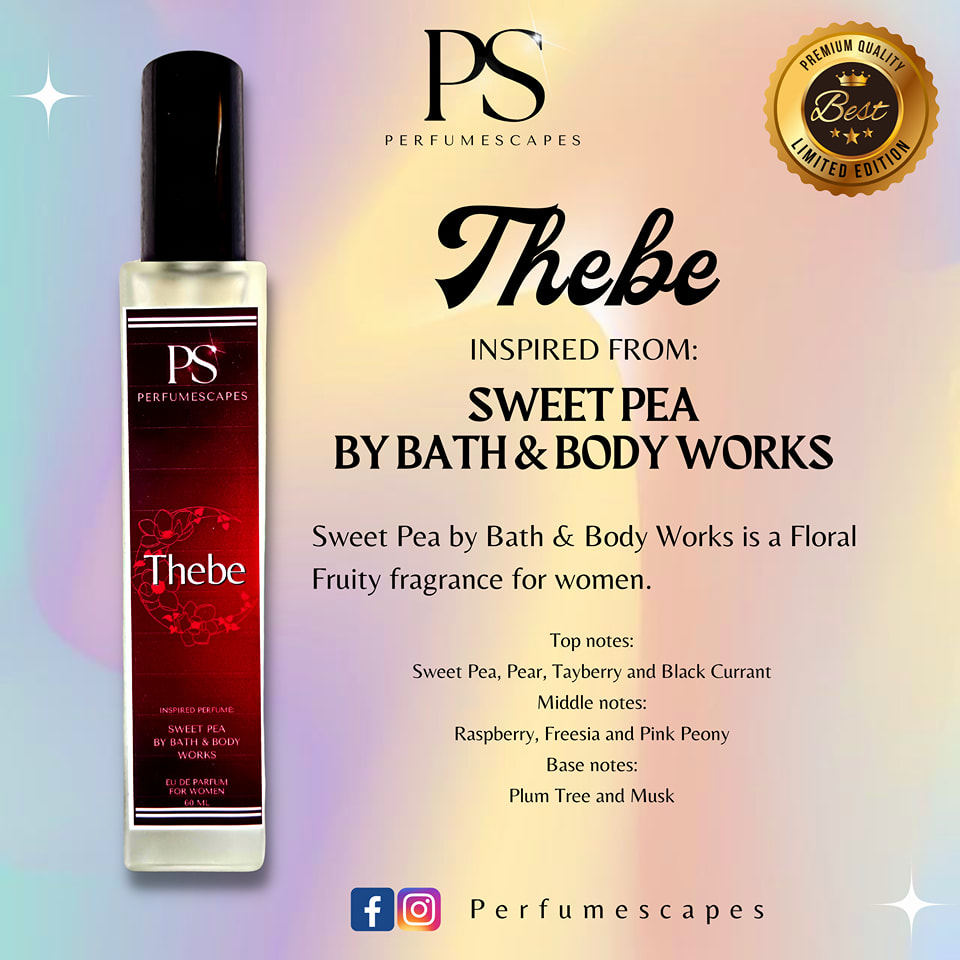 PS
PERFUMESCAPES
PREMIUM QUALITY
Best
LIMITED EDITION
Thebe
INSPIRED FROM:
SWEET PEA
BY BATH & BODY WORKS
Sweet Pea by Bath & Body Works is a Floral
Fruity fragrance for women.
Top notes:
Sweet Pea, Pear, Tayberry and Black Currant
Middle notes:
Raspberry, Freesia and Pink Peony
Base notes:
Plum Tree and Musk
PS
PERFUMESCAPES
Thebe
INSPIRED PERFUME:
SWEET PEA
BY BATH & BODY
WORKS
EU DE PARFUM
FOR WOMEN
60 ML
Perfumescapes